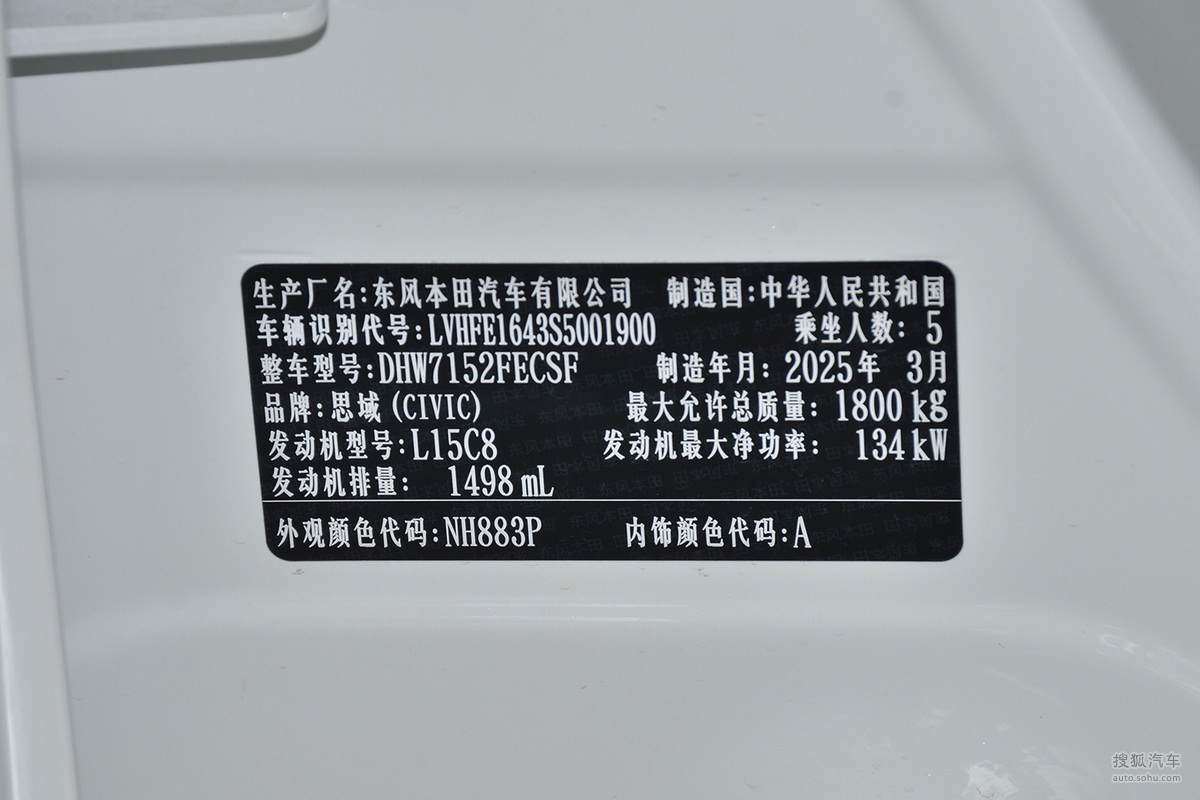 生产厂名:东风本田汽车有限公司 制造国:中华人民共和国
车辆识别代号:LVHFE1643S5001900 乘坐人数: 5
整车型号:DHW7152FECSF 制造年月: 2025年 3月
品牌:思域(CIVIC) 最大允许总质量: 1800 kg
发动机型号:L15C8 发动机最大净功率: 134 kW
发动机排量: 1498 mL
外观颜色代码:NH883P 内饰颜色代码:A
搜狐汽车
auto.sohu.com